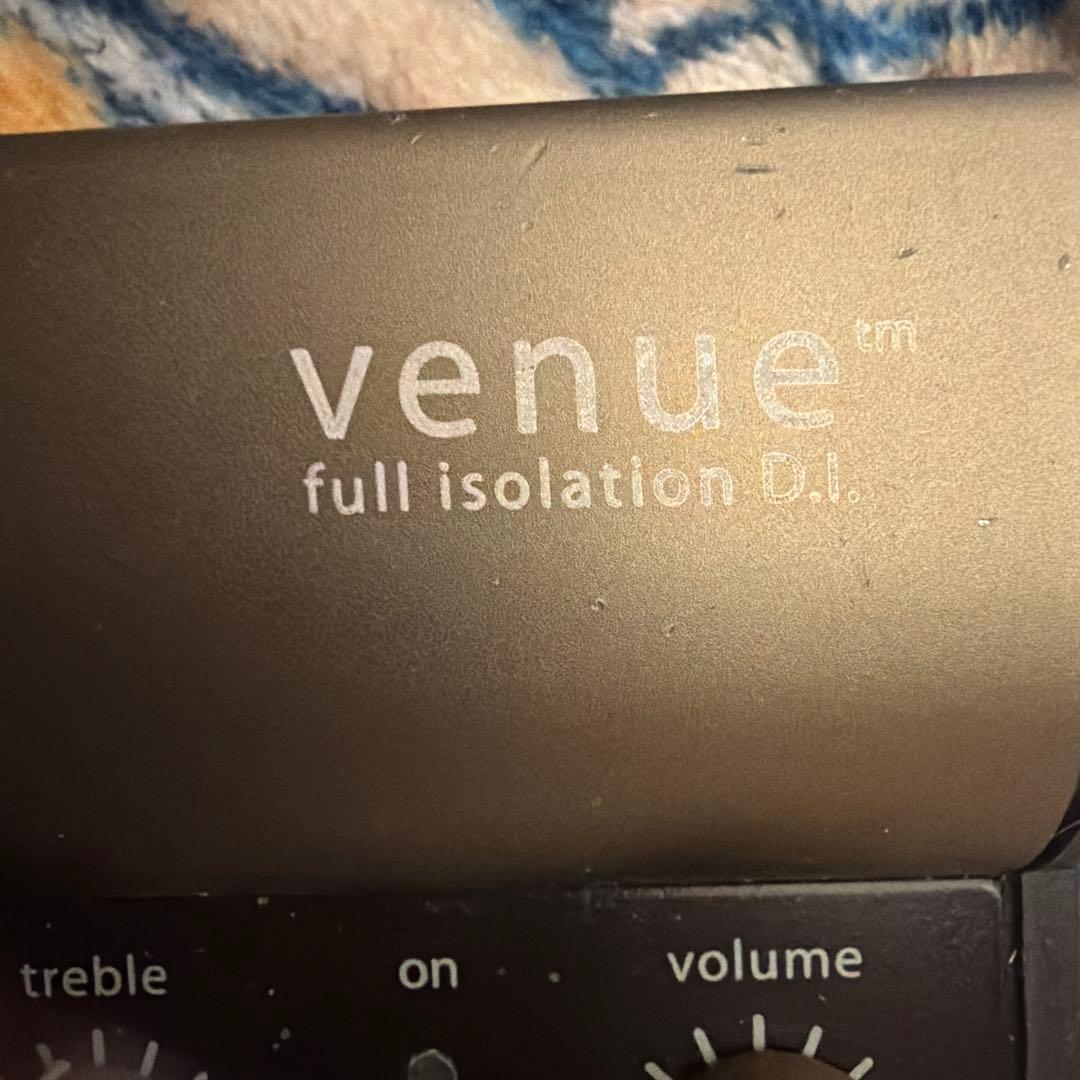 venue™
full isolation D.I.
treble on volume